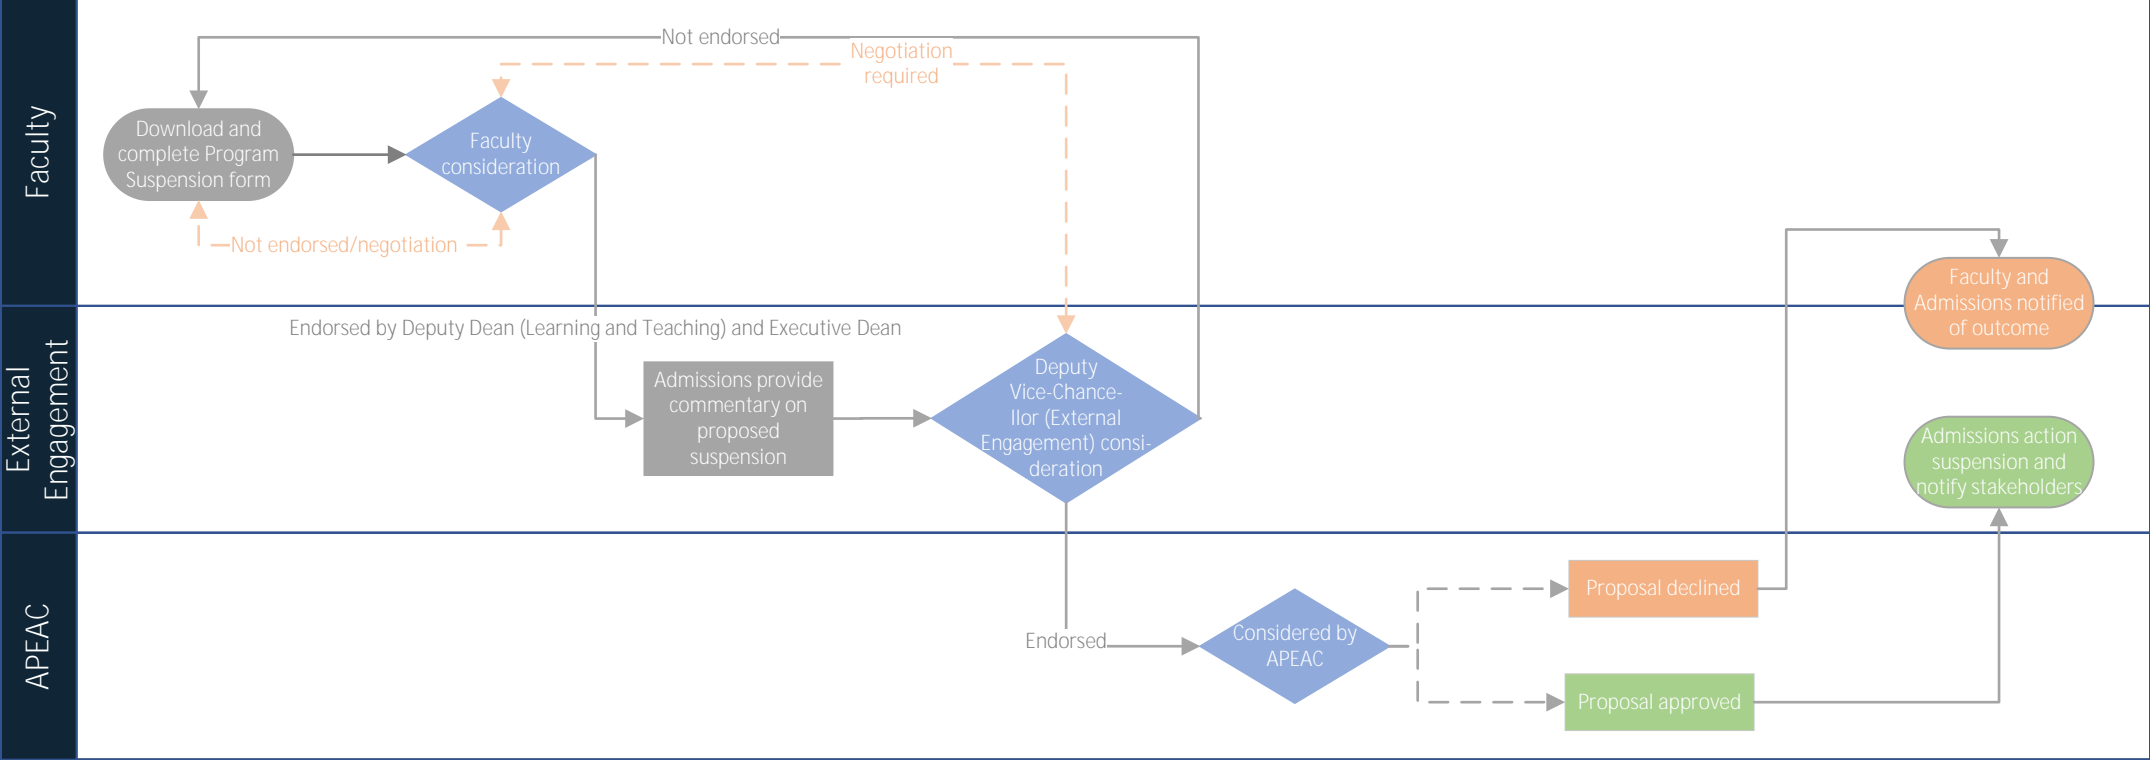 Faculty
Not endorsed
Negotiation
required
Download and
complete Program
Suspension form
Faculty
consideration
Not endorsed/negotiation
Faculty and
Admissions notified
of outcome
External
Engagement
Endorsed by Deputy Dean (Learning and Teaching) and Executive Dean
Admissions provide
commentary on
proposed
suspension
Deputy
Vice-Chance-
llor (External
Engagement) consi-
deration
Admissions action
suspension and
notify stakeholders
APEAC
Endorsed
Considered by
APEAC
Proposal declined
Proposal approved